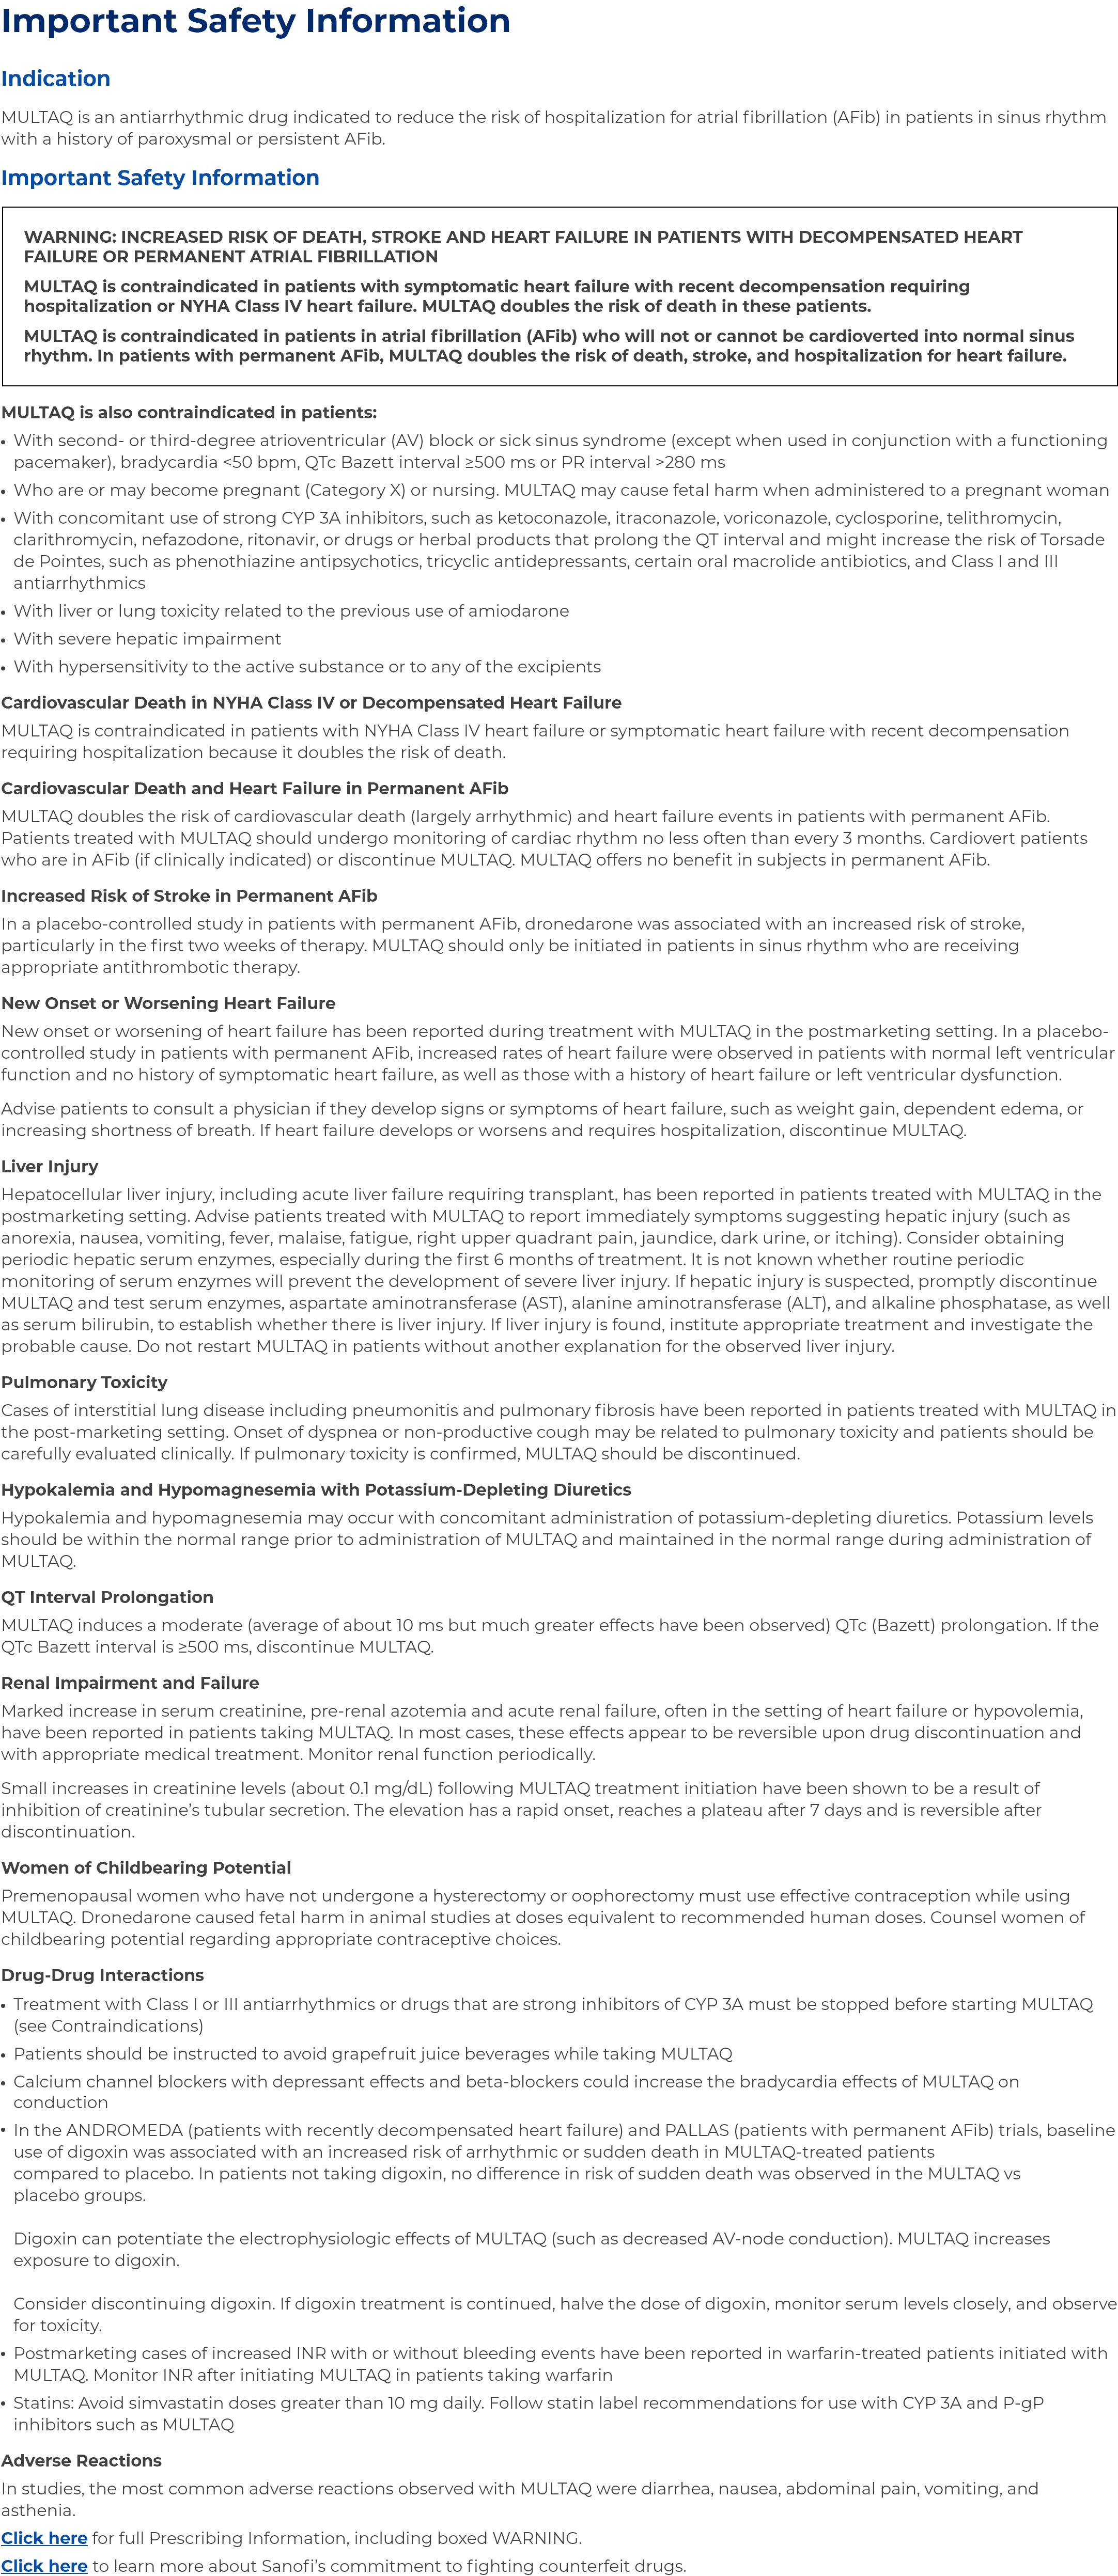 Important Safety Information
Indication
MULTAQ is an antiarrhythmic drug indicated to reduce the risk of hospitalization for atrial fibrillation (AFib) in patients in sinus rhythm
with a history of paroxysmal or persistent AFib.
Important Safety Information
WARNING: INCREASED RISK OF DEATH, STROKE AND HEART FAILURE IN PATIENTS WITH DECOMPENSATED HEART
FAILURE OR PERMANENT ATRIAL FIBRILLATION
MULTAQ is contraindicated in patients with symptomatic heart failure with recent decompensation requiring
hospitalization or NYHA Class IV heart failure. MULTAQ doubles the risk of death in these patients.
MULTAQ is contraindicated in patients in atrial fibrillation (AFib) who will not or cannot be cardioverted into normal sinus
rhythm. In patients with permanent AFib, MULTAQ doubles the risk of death, stroke, and hospitalization for heart failure.
MULTAQ is also contraindicated in patients:
• With second- or third-degree atrioventricular (AV) block or sick sinus syndrome (except when used in conjunction with a functioning
pacemaker), bradycardia <50 bpm, QTc Bazett interval ≥500 ms or PR interval >280 ms
• Who are or may become pregnant (Category X) or nursing. MULTAQ may cause fetal harm when administered to a pregnant woman
• With concomitant use of strong CYP 3A inhibitors, such as ketoconazole, itraconazole, voriconazole, cyclosporine, telithromycin,
clarithromycin, nefazodone, ritonavir, or drugs or herbal products that prolong the QT interval and might increase the risk of Torsade
de Pointes, such as phenothiazine antipsychotics, tricyclic antidepressants, certain oral macrolide antibiotics, and Class I and III
antiarrhythmics
• With liver or lung toxicity related to the previous use of amiodarone
• With severe hepatic impairment
• With hypersensitivity to the active substance or to any of the excipients
Cardiovascular Death in NYHA Class IV or Decompensated Heart Failure
MULTAQ is contraindicated in patients with NYHA Class IV heart failure or symptomatic heart failure with recent decompensation
requiring hospitalization because it doubles the risk of death.
Cardiovascular Death and Heart Failure in Permanent AFib
MULTAQ doubles the risk of cardiovascular death (largely arrhythmic) and heart failure events in patients with permanent AFib.
Patients treated with MULTAQ should undergo monitoring of cardiac rhythm no less often than every 3 months. Cardiovert patients
who are in AFib (if clinically indicated) or discontinue MULTAQ. MULTAQ offers no benefit in subjects in permanent AFib.
Increased Risk of Stroke in Permanent AFib
In a placebo-controlled study in patients with permanent AFib, dronedarone was associated with an increased risk of stroke,
particularly in the first two weeks of therapy. MULTAQ should only be initiated in patients in sinus rhythm who are receiving
appropriate antithrombotic therapy.
New Onset or Worsening Heart Failure
New onset or worsening of heart failure has been reported during treatment with MULTAQ in the postmarketing setting. In a placebo-
controlled study in patients with permanent AFib, increased rates of heart failure were observed in patients with normal left ventricular
function and no history of symptomatic heart failure, as well as those with a history of heart failure or left ventricular dysfunction.
Advise patients to consult a physician if they develop signs or symptoms of heart failure, such as weight gain, dependent edema, or
increasing shortness of breath. If heart failure develops or worsens and requires hospitalization, discontinue MULTAQ.
Liver Injury
Hepatocellular liver injury, including acute liver failure requiring transplant, has been reported in patients treated with MULTAQ in the
postmarketing setting. Advise patients treated with MULTAQ to report immediately symptoms suggesting hepatic injury (such as
anorexia, nausea, vomiting, fever, malaise, fatigue, right upper quadrant pain, jaundice, dark urine, or itching). Consider obtaining
periodic hepatic serum enzymes, especially during the first 6 months of treatment. It is not known whether routine periodic
monitoring of serum enzymes will prevent the development of severe liver injury. If hepatic injury is suspected, promptly discontinue
MULTAQ and test serum enzymes, aspartate aminotransferase (AST), alanine aminotransferase (ALT), and alkaline phosphatase, as well
as serum bilirubin, to establish whether there is liver injury. If liver injury is found, institute appropriate treatment and investigate the
probable cause. Do not restart MULTAQ in patients without another explanation for the observed liver injury.
Pulmonary Toxicity
Cases of interstitial lung disease including pneumonitis and pulmonary fibrosis have been reported in patients treated with MULTAQ in
the post-marketing setting. Onset of dyspnea or non-productive cough may be related to pulmonary toxicity and patients should be
carefully evaluated clinically. If pulmonary toxicity is confirmed, MULTAQ should be discontinued.
Hypokalemia and Hypomagnesemia with Potassium-Depleting Diuretics
Hypokalemia and hypomagnesemia may occur with concomitant administration of potassium-depleting diuretics. Potassium levels
should be within the normal range prior to administration of MULTAQ and maintained in the normal range during administration of
MULTAQ.
QT Interval Prolongation
MULTAQ induces a moderate (average of about 10 ms but much greater effects have been observed) QTc (Bazett) prolongation. If the
QTc Bazett interval is ≥500 ms, discontinue MULTAQ.
Renal Impairment and Failure
Marked increase in serum creatinine, pre-renal azotemia and acute renal failure, often in the setting of heart failure or hypovolemia,
have been reported in patients taking MULTAQ. In most cases, these effects appear to be reversible upon drug discontinuation and
with appropriate medical treatment. Monitor renal function periodically.
Small increases in creatinine levels (about 0.1 mg/dL) following MULTAQ treatment initiation have been shown to be a result of
inhibition of creatinine’s tubular secretion. The elevation has a rapid onset, reaches a plateau after 7 days and is reversible after
discontinuation.
Women of Childbearing Potential
Premenopausal women who have not undergone a hysterectomy or oophorectomy must use effective contraception while using
MULTAQ. Dronedarone caused fetal harm in animal studies at doses equivalent to recommended human doses. Counsel women of
childbearing potential regarding appropriate contraceptive choices.
Drug-Drug Interactions
• Treatment with Class I or III antiarrhythmics or drugs that are strong inhibitors of CYP 3A must be stopped before starting MULTAQ
(see Contraindications)
• Patients should be instructed to avoid grapefruit juice beverages while taking MULTAQ
• Calcium channel blockers with depressant effects and beta-blockers could increase the bradycardia effects of MULTAQ on
conduction
• In the ANDROMEDA (patients with recently decompensated heart failure) and PALLAS (patients with permanent AFib) trials, baseline
use of digoxin was associated with an increased risk of arrhythmic or sudden death in MULTAQ-treated patients
compared to placebo. In patients not taking digoxin, no difference in risk of sudden death was observed in the MULTAQ vs
placebo groups.
Digoxin can potentiate the electrophysiologic effects of MULTAQ (such as decreased AV-node conduction). MULTAQ increases
exposure to digoxin.
Consider discontinuing digoxin. If digoxin treatment is continued, halve the dose of digoxin, monitor serum levels closely, and observe
for toxicity.
• Postmarketing cases of increased INR with or without bleeding events have been reported in warfarin-treated patients initiated with
MULTAQ. Monitor INR after initiating MULTAQ in patients taking warfarin
• Statins: Avoid simvastatin doses greater than 10 mg daily. Follow statin label recommendations for use with CYP 3A and P-gP
inhibitors such as MULTAQ
Adverse Reactions
In studies, the most common adverse reactions observed with MULTAQ were diarrhea, nausea, abdominal pain, vomiting, and
asthenia.
Click here for full Prescribing Information, including boxed WARNING.
Click here to learn more about Sanofi’s commitment to fighting counterfeit drugs.